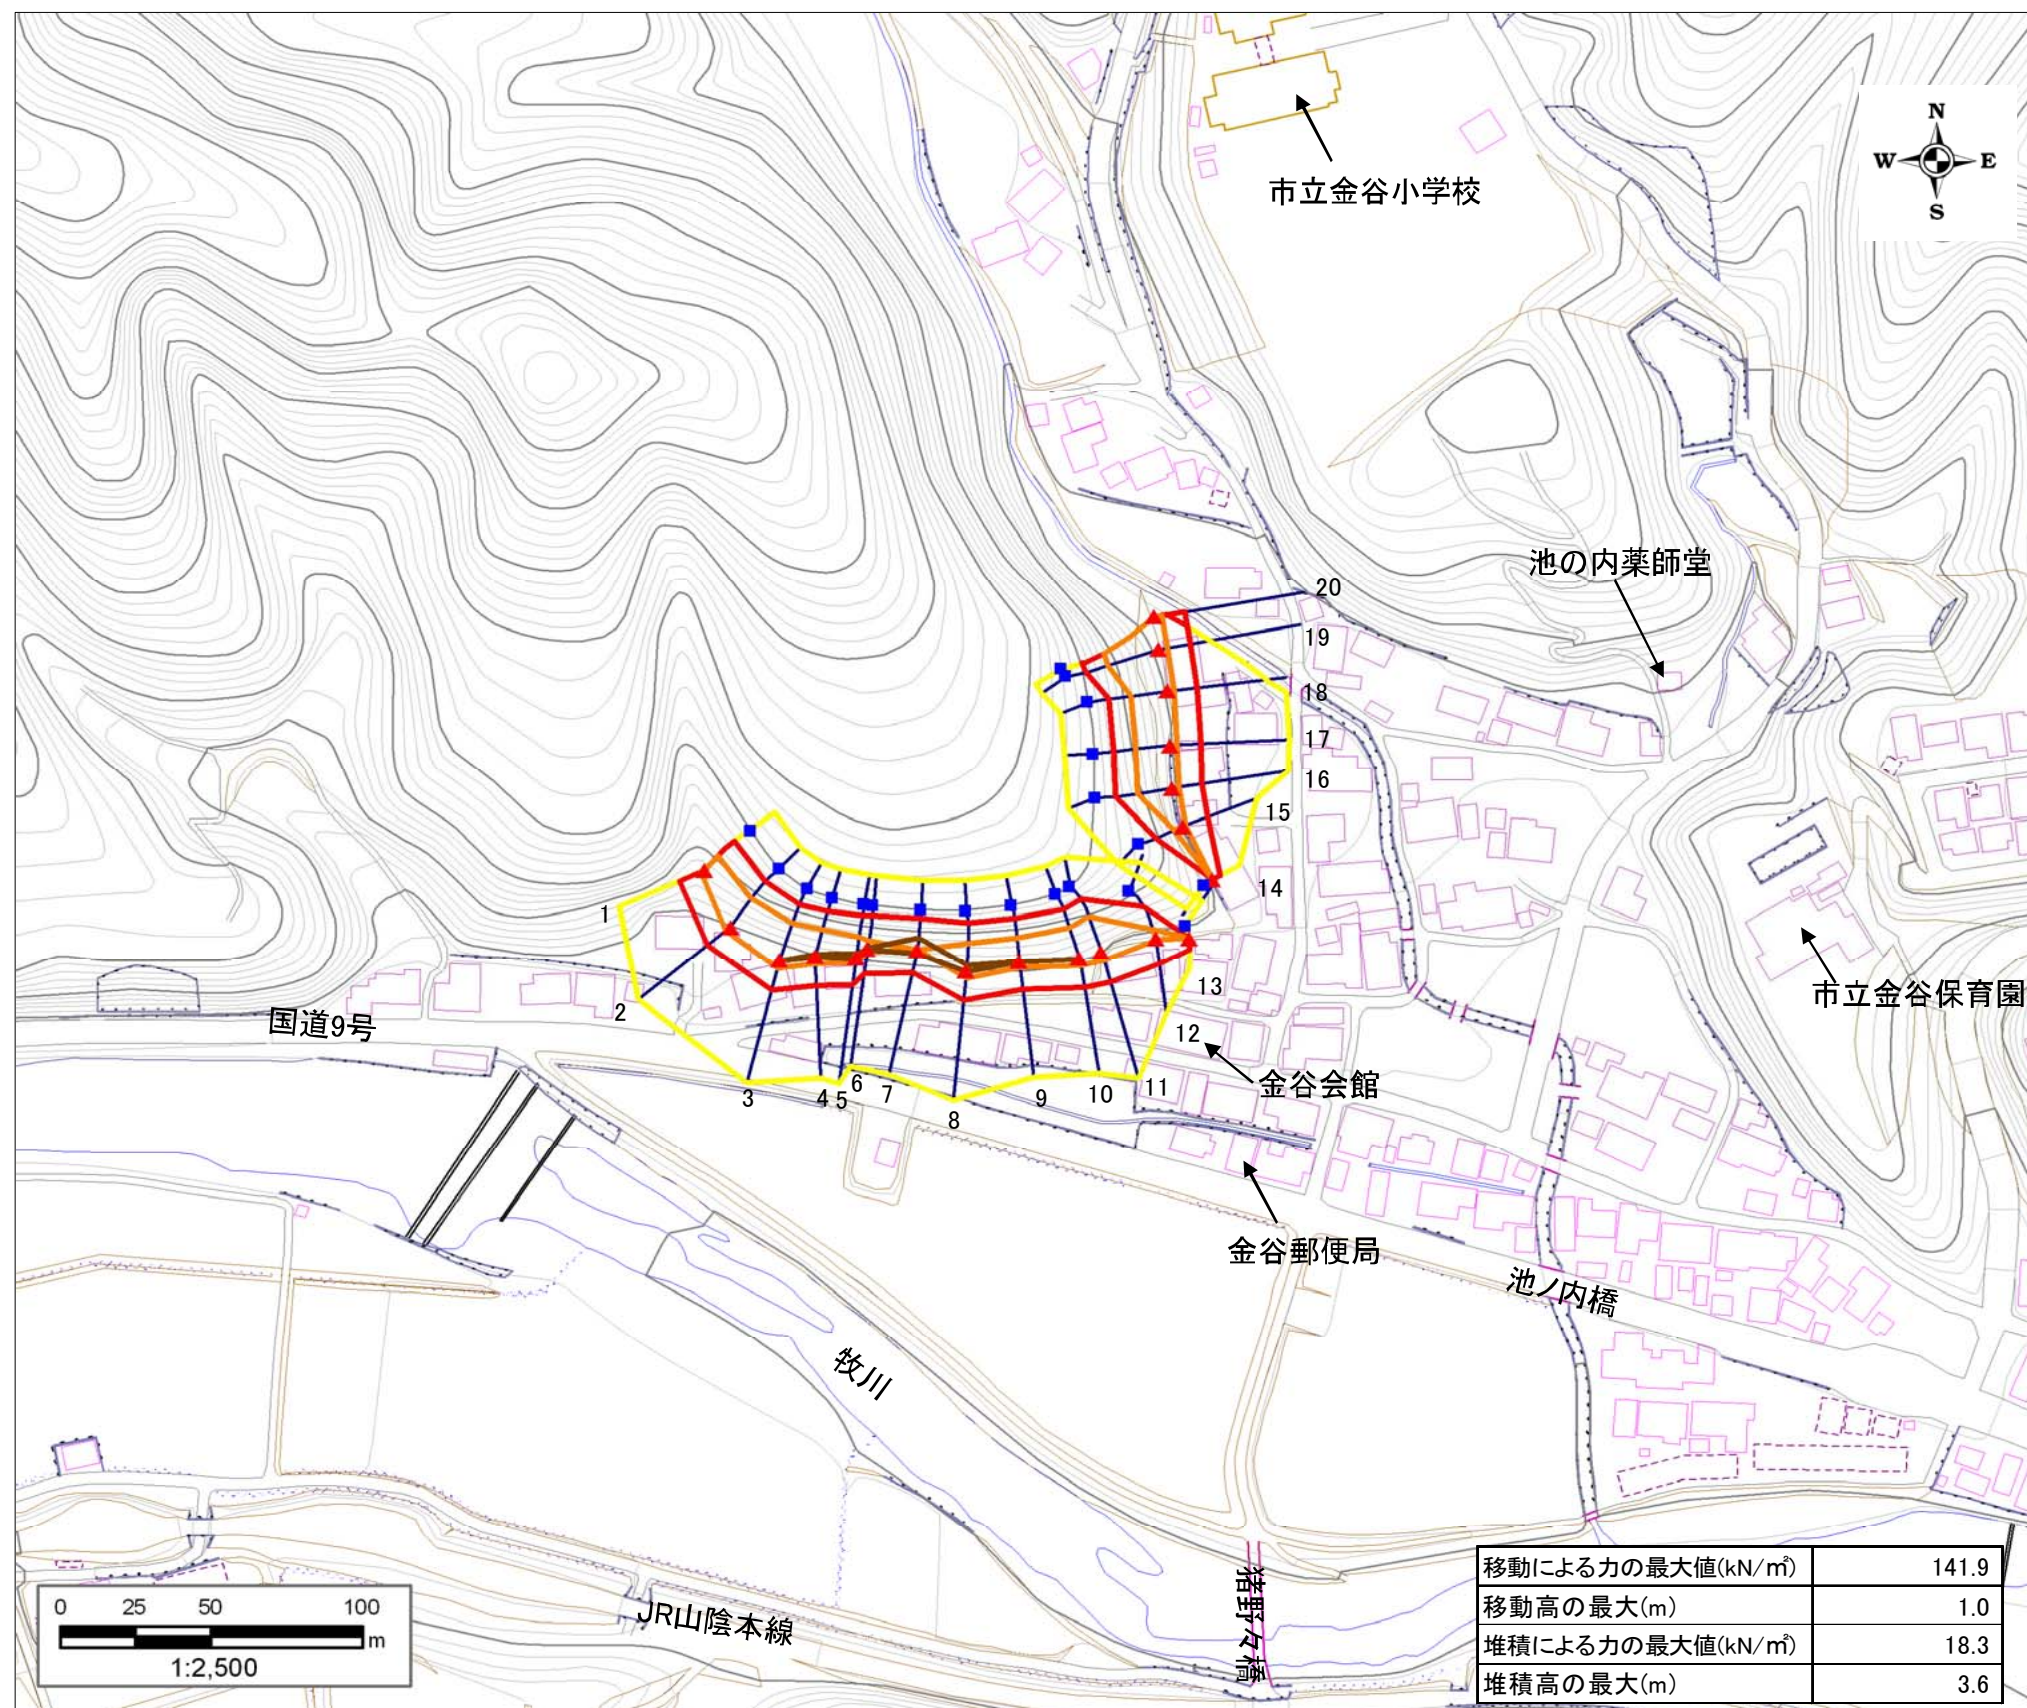 N
W E
S
市立金谷小学校
池の内薬師堂
20
19
18
17
16
15
14
13
12
11
10
9
8
7
6
5
4
3
2
1
市立金谷保育園
国道9号
金谷会館
金谷郵便局
池ノ内橋
牧川
猪野々橋
JR山陰本線
0 25 50 100
m
1:2,500
移動による力の最大値(kN/㎡) 141.9
移動高の最大(m) 1.0
堆積による力の最大値(kN/㎡) 18.3
堆積高の最大(m) 3.6